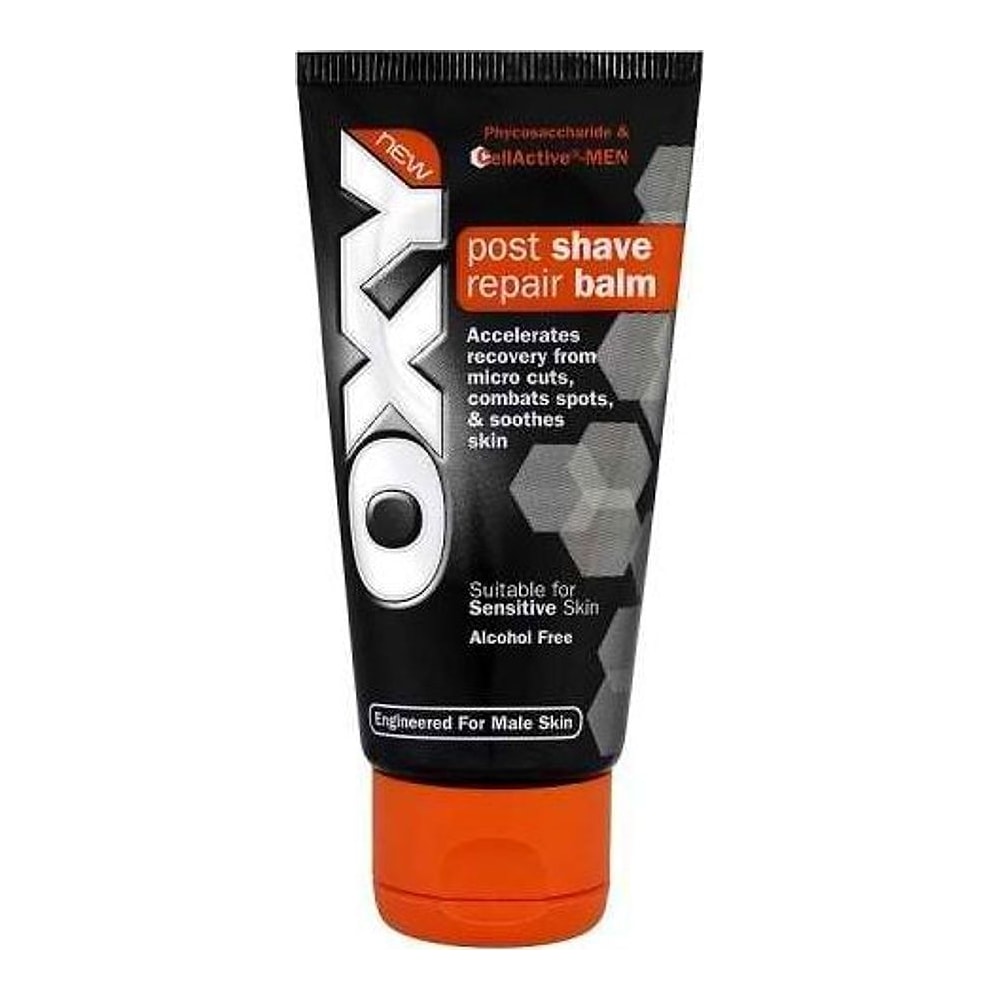 OXY
new
Phycosaccharide &
CellActive®-MEN
post shave
repair balm
Accelerates
recovery from
micro cuts,
combats spots,
& soothes
skin
Suitable for
Sensitive Skin
Alcohol Free
Engineered For Male Skin